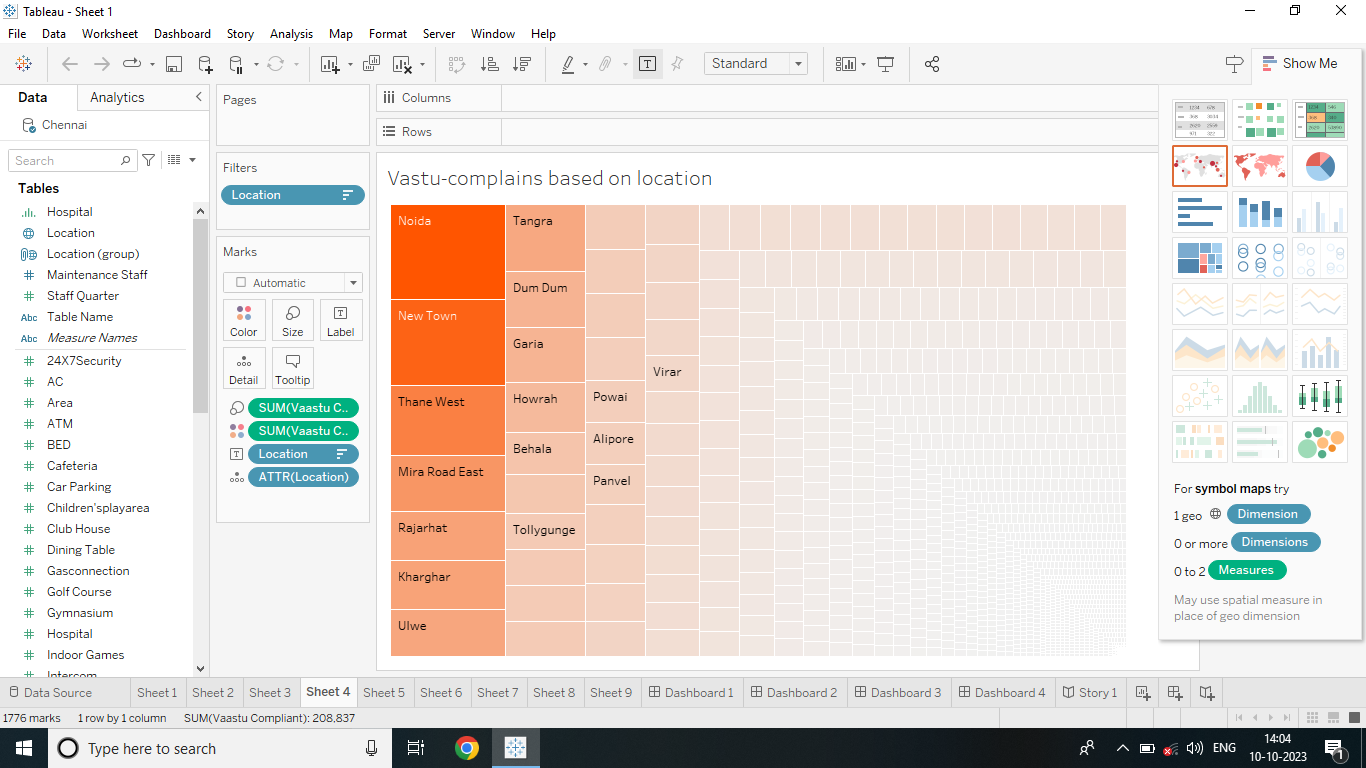 Tableau - Sheet 1
File Data Worksheet Dashboard Story Analysis Map Format Server Window Help
Standard
Show Me
Data Analytics
Chennai
Search
Tables
Hospital
Location
Location (group)
Maintenance Staff
Staff Quarter
Abc Table Name
Abc Measure Names
24X7Security
AC
Area
ATM
BED
Cafeteria
Car Parking
Children'splayarea
Club House
Dining Table
Gasconnection
Golf Course
Gymnasium
Hospital
Indoor Games
Intercom
Pages
Filters
Location
Marks
Automatic
Color Size Label
Detail Tooltip
SUM(Vaastu C..
SUM(Vaastu C..
Location
ATTR(Location)
Columns
Rows
Vastu-complains based on location
Noida
New Town
Thane West
Mira Road East
Rajarhat
Kharghar
Ulwe
Tangra
Dum Dum
Garia
Howrah
Behala
Tollygunge
Powai
Alipore
Panvel
Virar
For symbol maps try
1 geo Dimension
0 or more Dimensions
0 to 2 Measures
May use spatial measure in
place of geo dimension
Data Source Sheet 1 Sheet 2 Sheet 3 Sheet 4 Sheet 5 Sheet 6 Sheet 7 Sheet 8 Sheet 9 Dashboard 1 Dashboard 2 Dashboard 3 Dashboard 4 Story 1
1776 marks 1 row by 1 column SUM(Vaastu Compliant): 208,837
Type here to search
ENG
14:04
10-10-2023
1